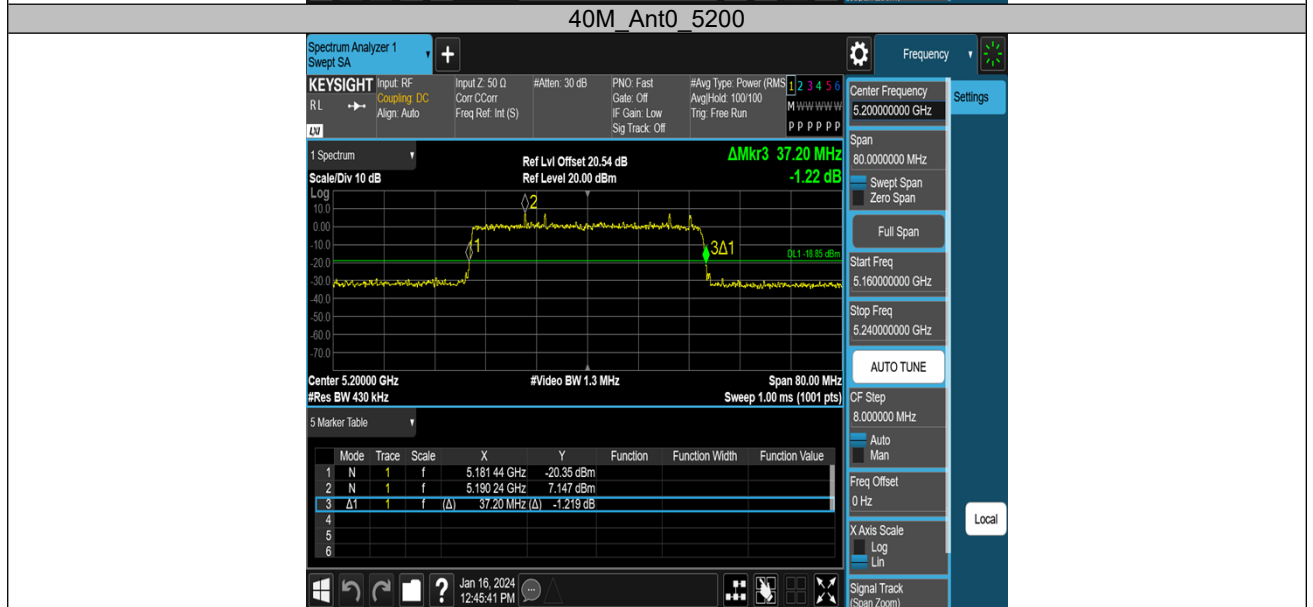 40M_Ant0_5200
Spectrum Analyzer 1
Swept SA
+
Frequency
KEYSIGHT
R L
LXI
Input: RF
Coupling: DC
Align: Auto
Input Z: 50 Ω
Corr CCorr
Freq Ref: Int (S)
#Atten: 30 dB
PNO: Fast
Gate: Off
IF Gain: Low
Sig Track: Off
#Avg Type: Power (RMS
Avg|Hold: 100/100
Trig: Free Run
1 2 3 4 5 6
M W W W W W
P P P P P P
1 Spectrum
Scale/Div 10 dB
Ref Lvl Offset 20.54 dB
Ref Level 20.00 dBm
ΔMkr3 37.20 MHz
-1.22 dB
Log
10.0
0.00
-10.0
-20.0
-30.0
-40.0
-50.0
-60.0
-70.0
2
1
3Δ1
DL1 -18.85 dBm
Center 5.20000 GHz
#Video BW 1.3 MHz
Span 80.00 MHz
#Res BW 430 kHz
Sweep 1.00 ms (1001 pts)
5 Marker Table
Mode Trace Scale X Y Function Function Width Function Value
1 N 1 f 5.181 44 GHz -20.35 dBm
2 N 1 f 5.190 24 GHz 7.147 dBm
3 Δ1 1 f (Δ) 37.20 MHz (Δ) -1.219 dB
4
5
6
?
Jan 16, 2024
12:45:41 PM
Center Frequency
5.200000000 GHz
Settings
Span
80.0000000 MHz
Swept Span
Zero Span
Full Span
Start Freq
5.160000000 GHz
Stop Freq
5.240000000 GHz
AUTO TUNE
CF Step
8.000000 MHz
Auto
Man
Freq Offset
0 Hz
Local
X Axis Scale
Log
Lin
Signal Track
(Span Zoom)